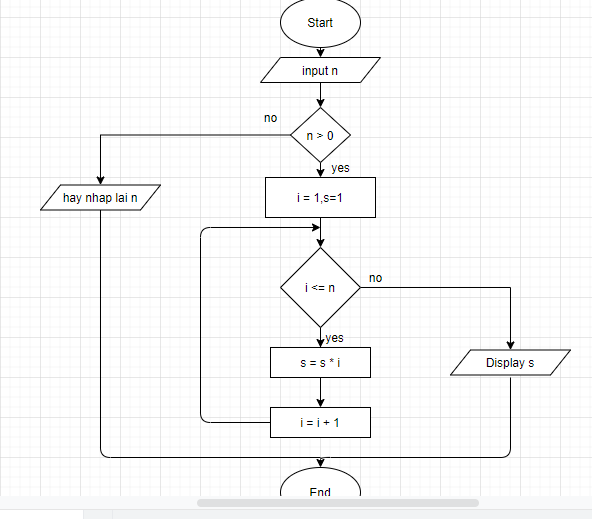 Start
input n
no
n > 0
yes
hay nhap lai n
i = 1,s=1
i <= n
no
yes
s = s * i
Display s
i = i + 1
End